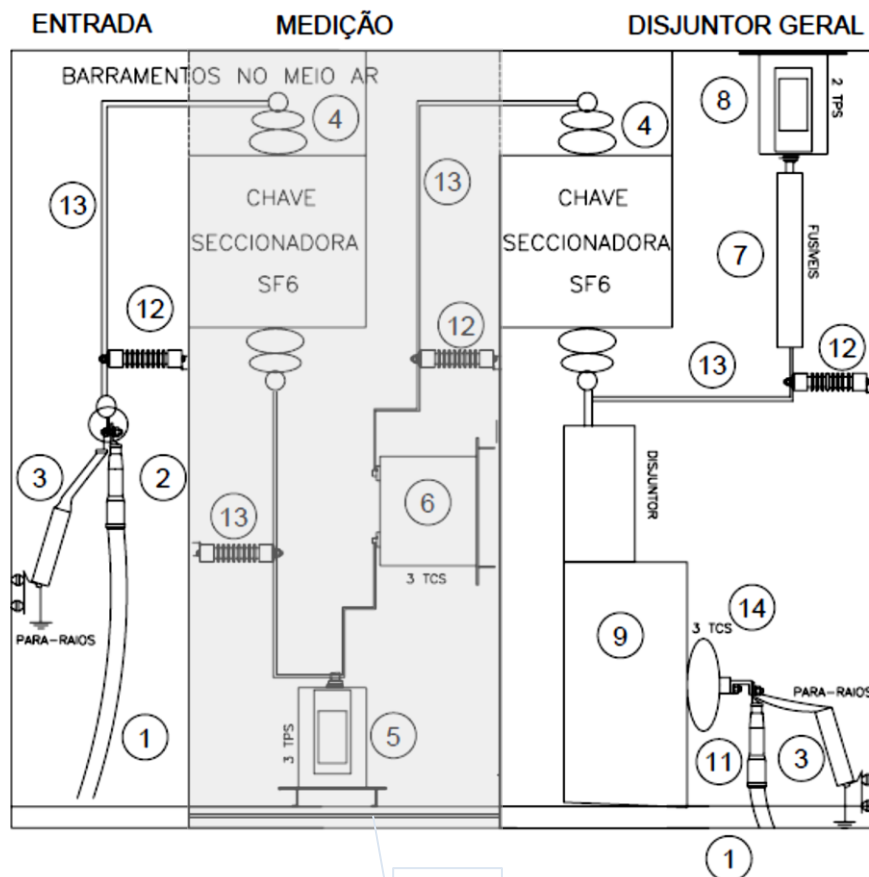 ENTRADA
MEDIÇÃO
DISJUNTOR GERAL
BARRAMENTOS NO MEIO AR
4
4
8
2 TPS
13
13
CHAVE
SECCIONADORA
SF6
CHAVE
SECCIONADORA
SF6
7
FUSÍVEIS
12
12
13
12
3
2
6
3 TCS
13
DISJUNTOR
PARA-RAIOS
9
3 TCS
14
PARA-RAIOS
1
3 TPS
5
11
3
1